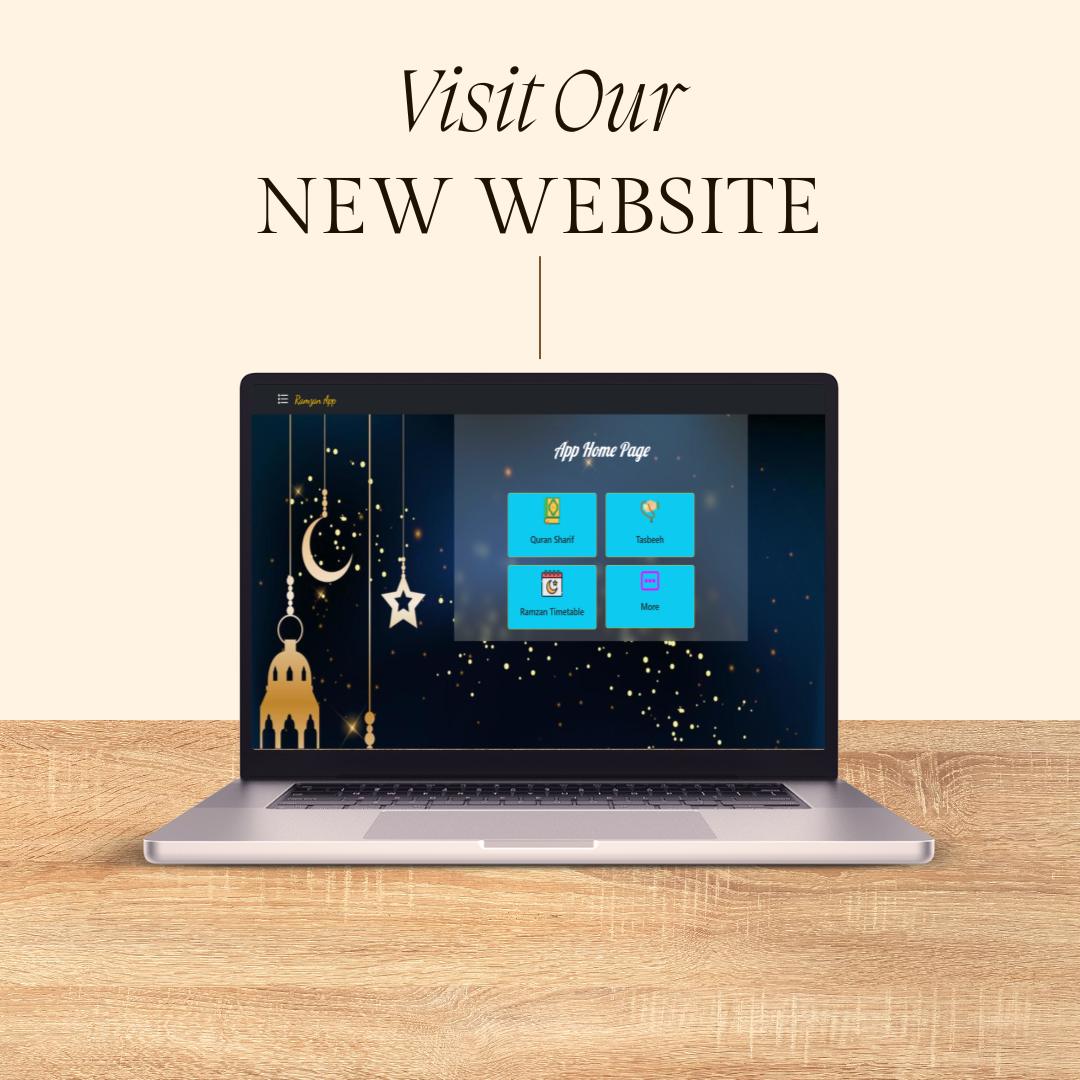 Visit Our
NEW WEBSITE
Ramzan App
App Home Page
Quran Sharif
Tasbeeh
Ramzan Timetable
More